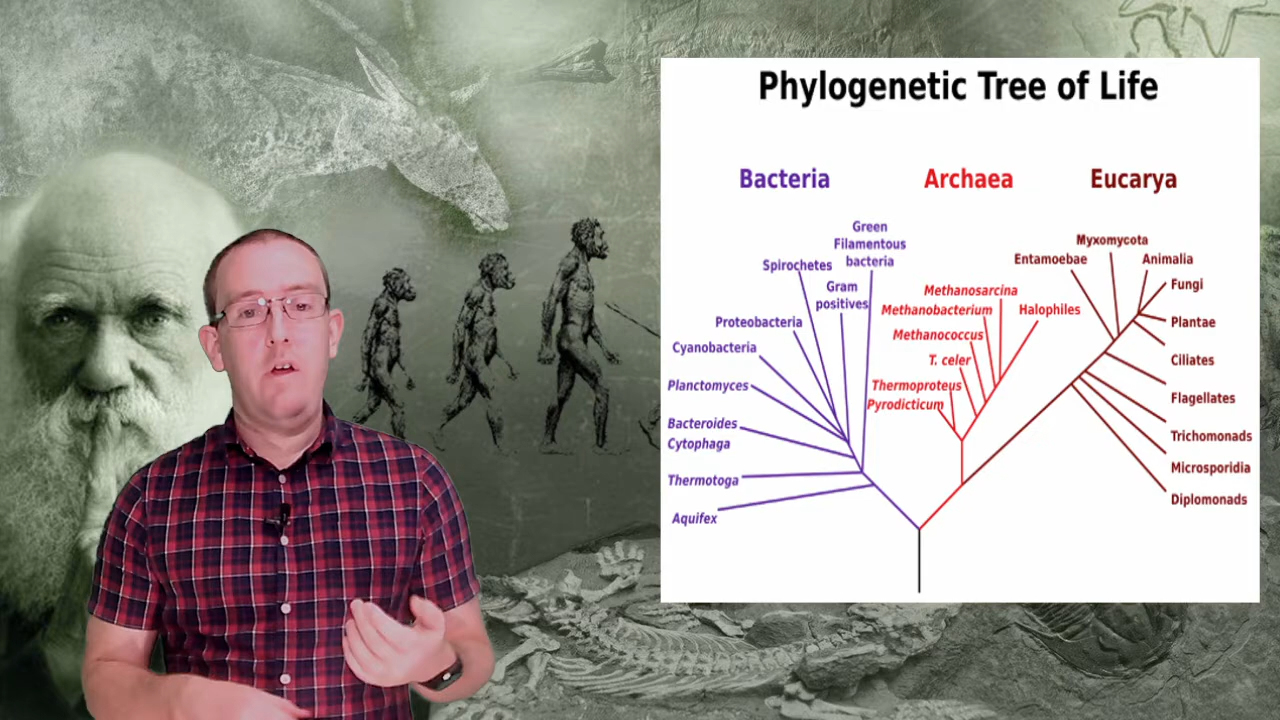 Phylogenetic Tree of Life
Bacteria
Archaea
Eucarya
Green
Filamentous
bacteria
Spirochetes
Gram
positives
Proteobacteria
Cyanobacteria
Planctomyces
Bacteroides
Cytophaga
Thermotoga
Aquifex
Methanosarcina
Methanobacterium
Halophiles
Methanococcus
T. celer
Thermoproteus
Pyrodicticum
Myxomycota
Entamoebae
Animalia
Fungi
Plantae
Ciliates
Flagellates
Trichomonads
Microsporidia
Diplomonads